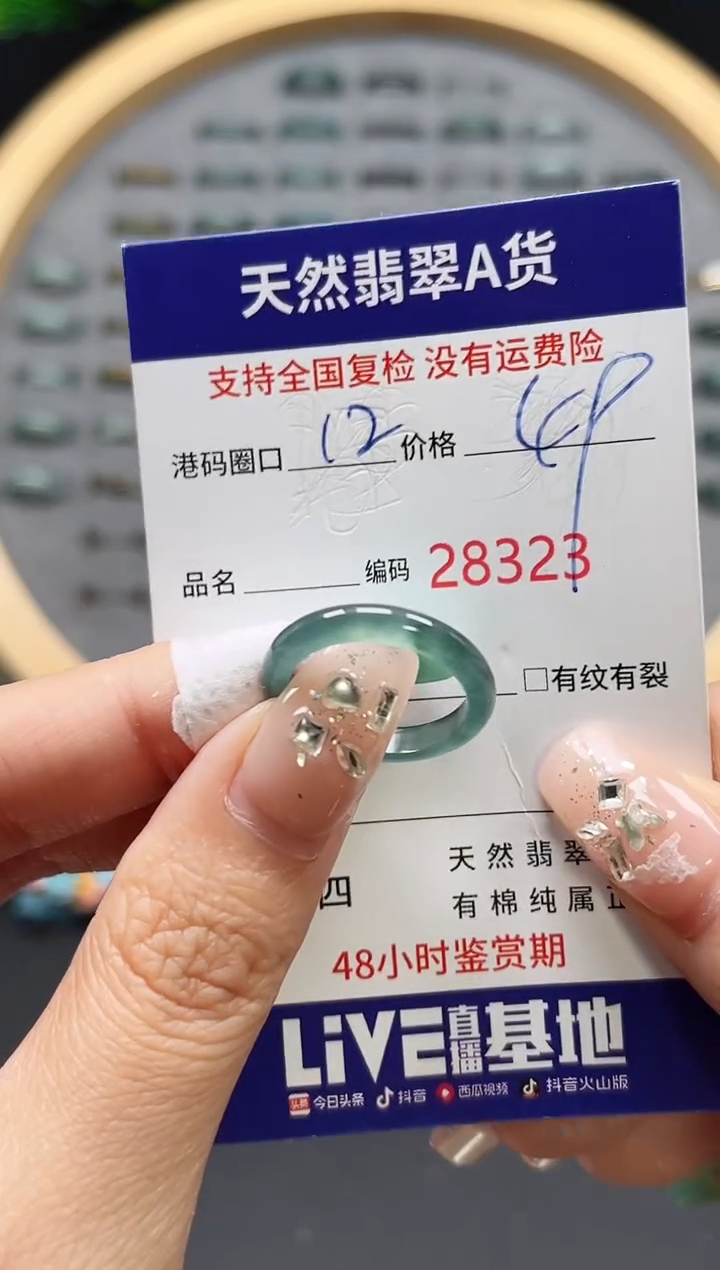 天然翡翠A货
支持全国复检 没有运费险
港码圈口 12 价格 49
品名 编码 28323
□有纹有裂
天然翡翠
四 有棉纯属正
48小时鉴赏期
LiVE直播基地
头条 今日头条 抖音 西瓜视频 抖音火山版